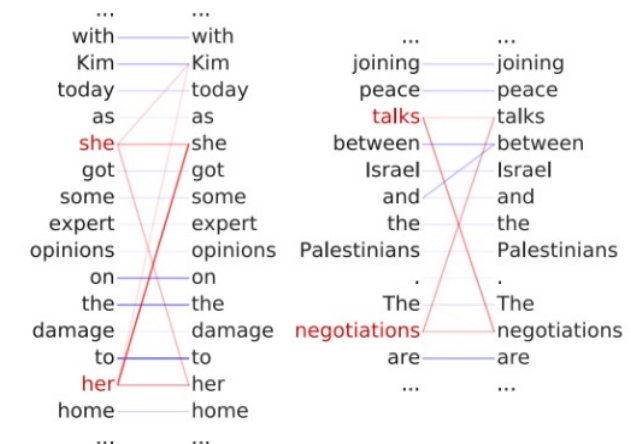 ... ...
with with
Kim Kim
today today
as as
she she
got got
some some
expert expert
opinions opinions
on on
the the
damage damage
to to
her her
home home
... ...
... ...
joining joining
peace peace
talks talks
between between
Israel Israel
and and
the the
Palestinians Palestinians
. .
The The
negotiations negotiations
are are
... ...